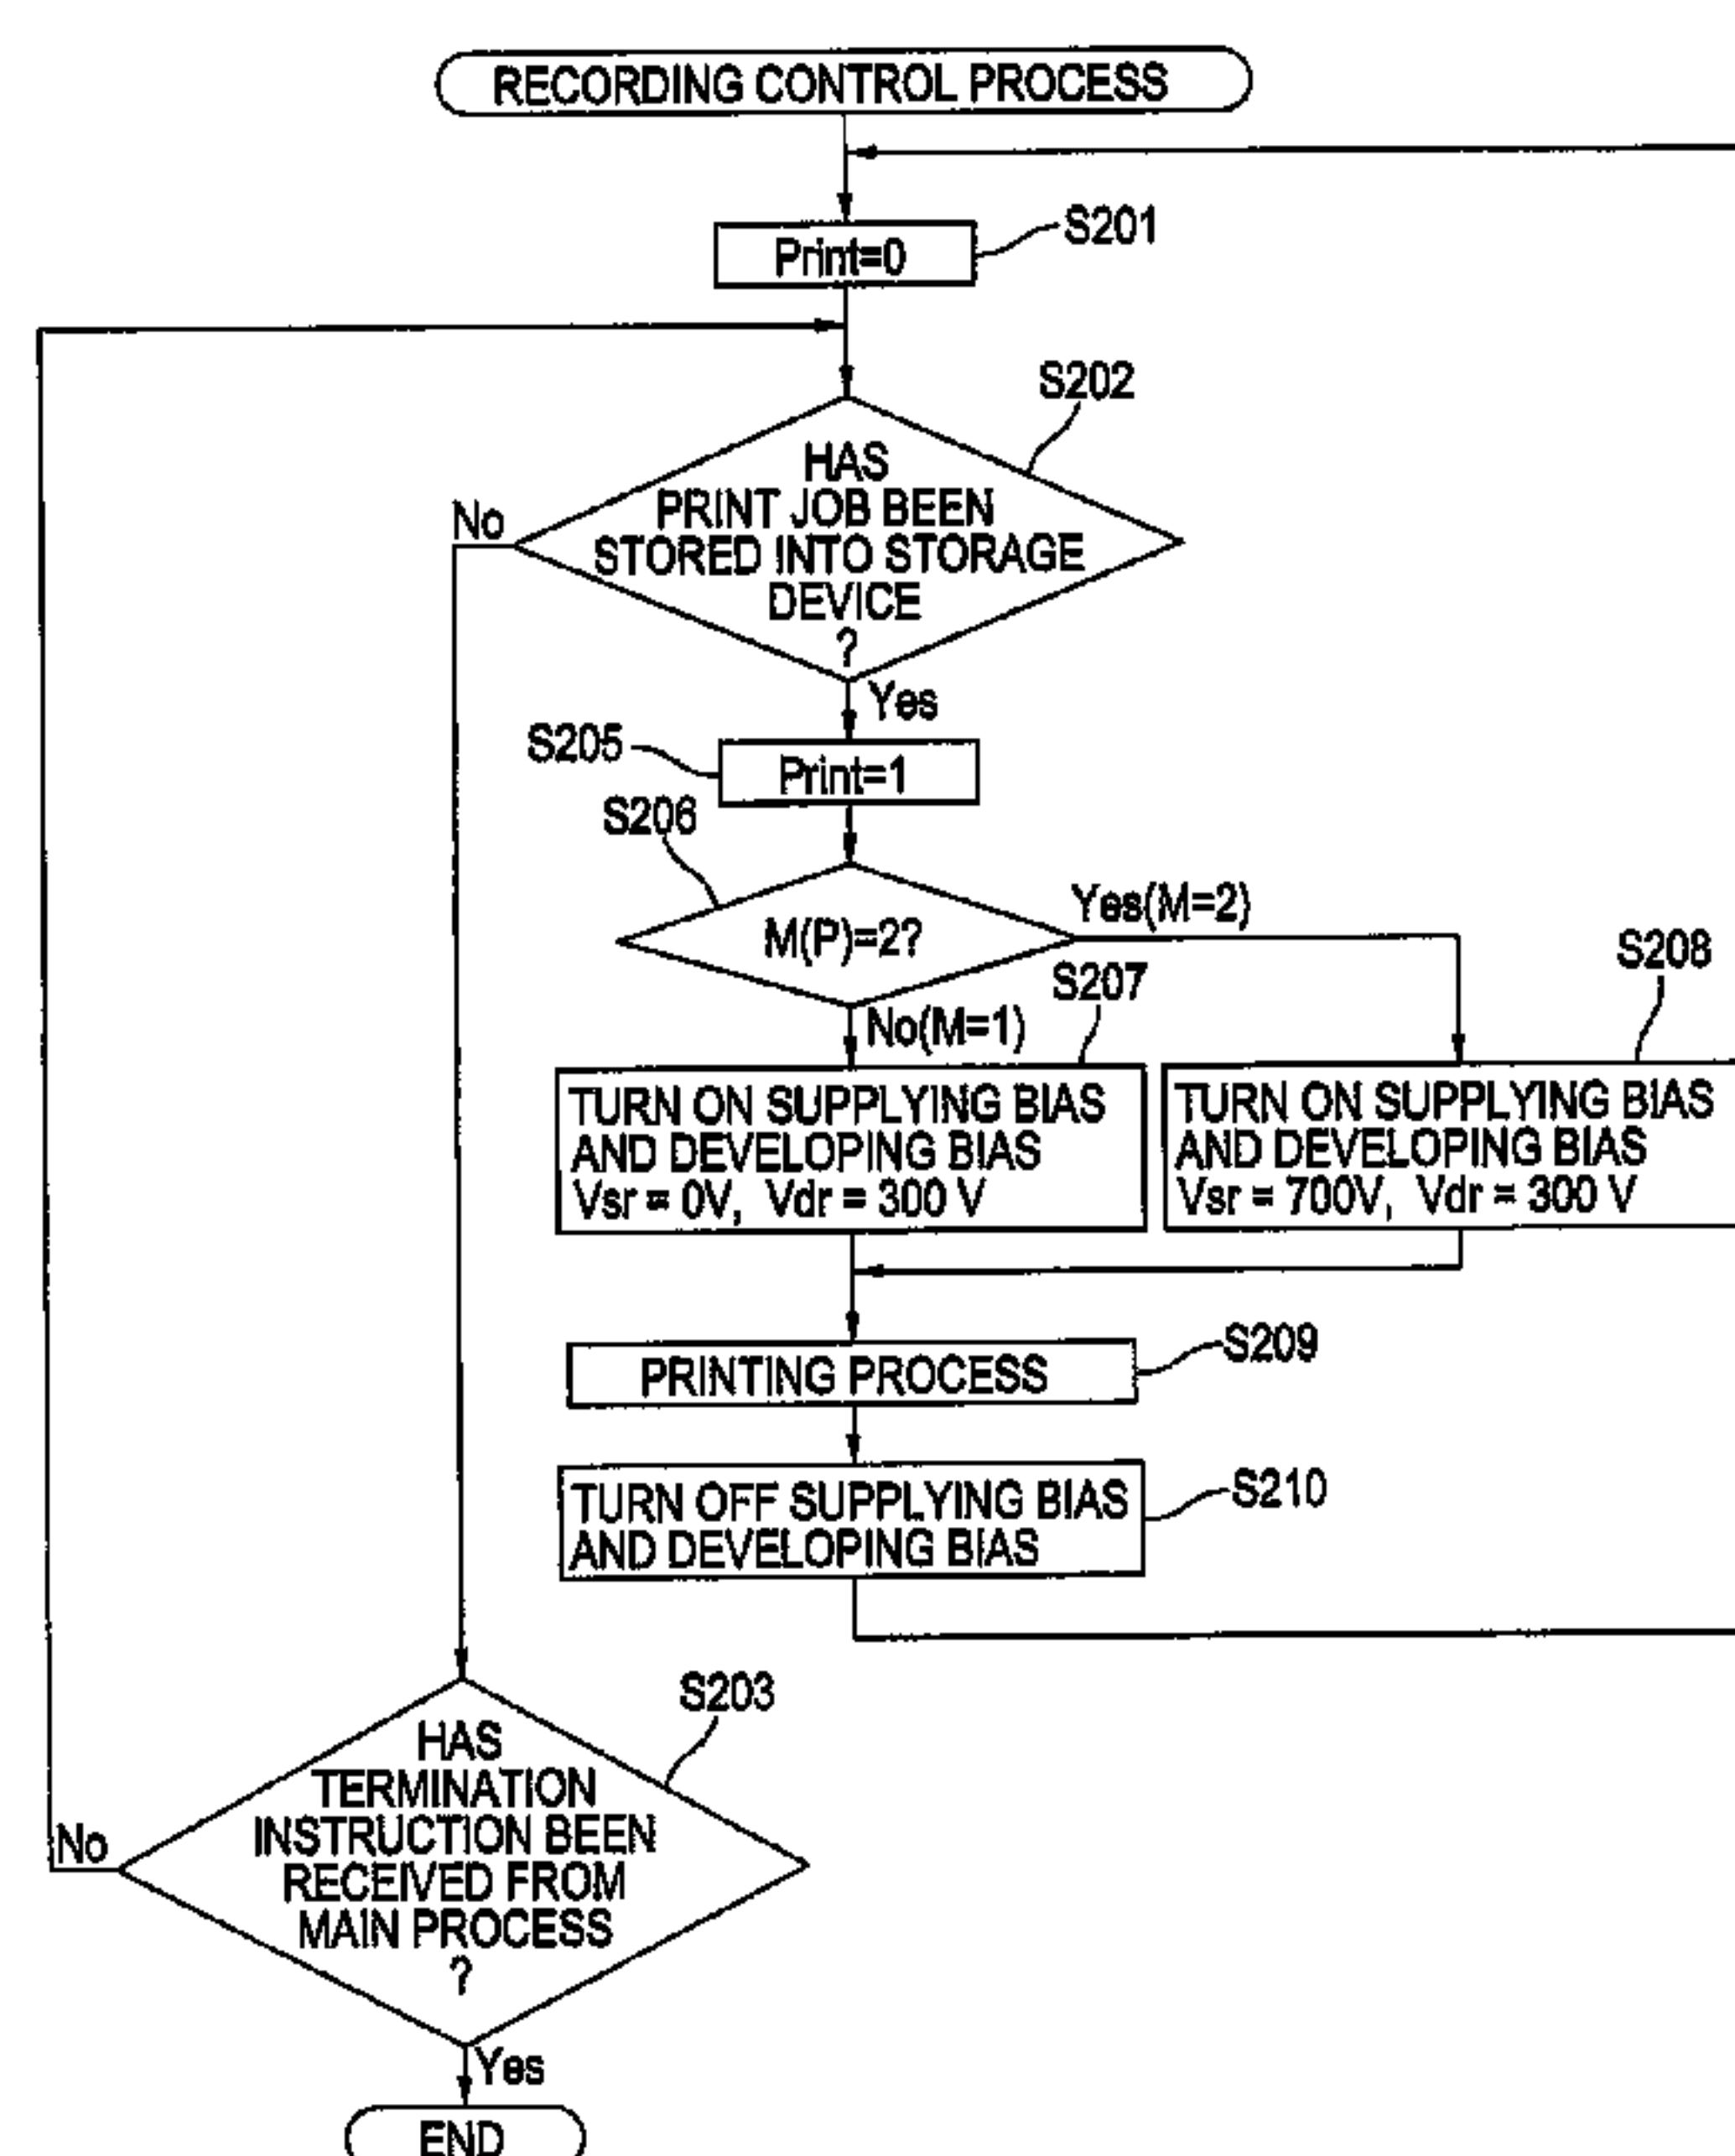 RECORDING CONTROL PROCESS
S201
Print=0
S202
HAS
PRINT JOB BEEN
STORED INTO STORAGE
DEVICE
?
No
Yes
S205
Print=1
S206
M(P)=2?
Yes(M=2)
No(M=1)
S207
TURN ON SUPPLYING BIAS
AND DEVELOPING BIAS
Vsr = 0V, Vdr = 300 V
S208
TURN ON SUPPLYING BIAS
AND DEVELOPING BIAS
Vsr = 700V, Vdr = 300 V
PRINTING PROCESS
S209
TURN OFF SUPPLYING BIAS
AND DEVELOPING BIAS
S210
S203
HAS
TERMINATION
INSTRUCTION BEEN
RECEIVED FROM
MAIN PROCESS
?
No
Yes
END